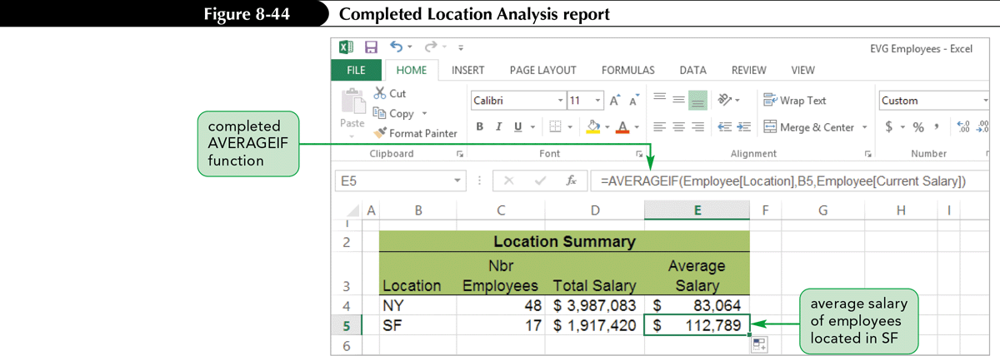 Figure 8-44 Completed Location Analysis report
EVG Employees - Excel
FILE HOME INSERT PAGE LAYOUT FORMULAS DATA REVIEW VIEW
Cut
Copy
Format Painter
Paste
Clipboard
Calibri 11 A A
B I U A
Font
Wrap Text
Merge & Center
Alignment
Custom
$ % , .00 .00
Number
completed
AVERAGEIF
function
E5 fx =AVERAGEIF(Employee[Location],B5,Employee[Current Salary])
A B C D E F G H I
1
2 Location Summary
Nbr Average
3 Location Employees Total Salary Salary
4 NY 48 $ 3,987,083 $ 83,064
5 SF 17 $ 1,917,420 $ 112,789
6
average salary
of employees
located in SF